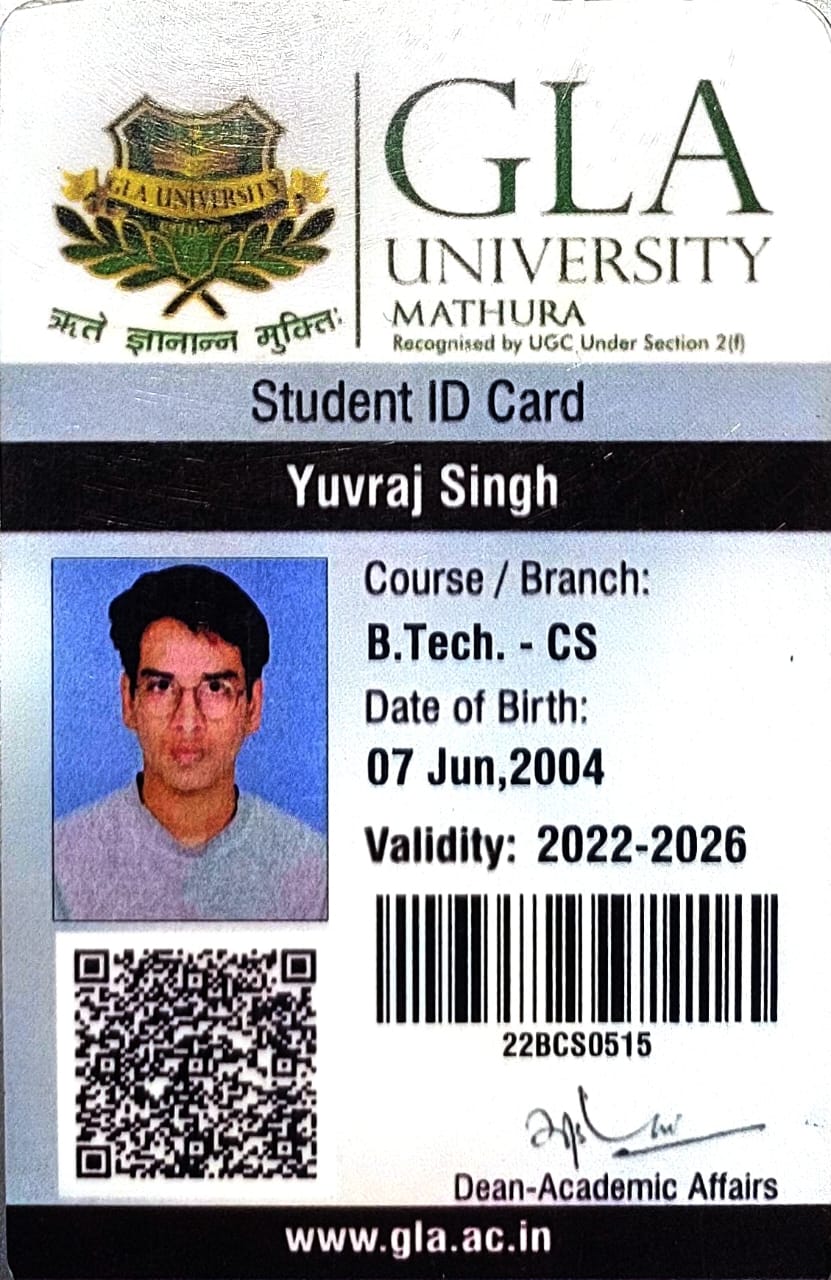 GLA UNIVERSITY
ऋते ज्ञानान्न मुक्तिः
GLA
UNIVERSITY
MATHURA
Recognised by UGC Under Section 2(f)
Student ID Card
Yuvraj Singh
Course / Branch:
B.Tech. - CS
Date of Birth:
07 Jun,2004
Validity: 2022-2026
22BCS0515
Dean-Academic Affairs
www.gla.ac.in